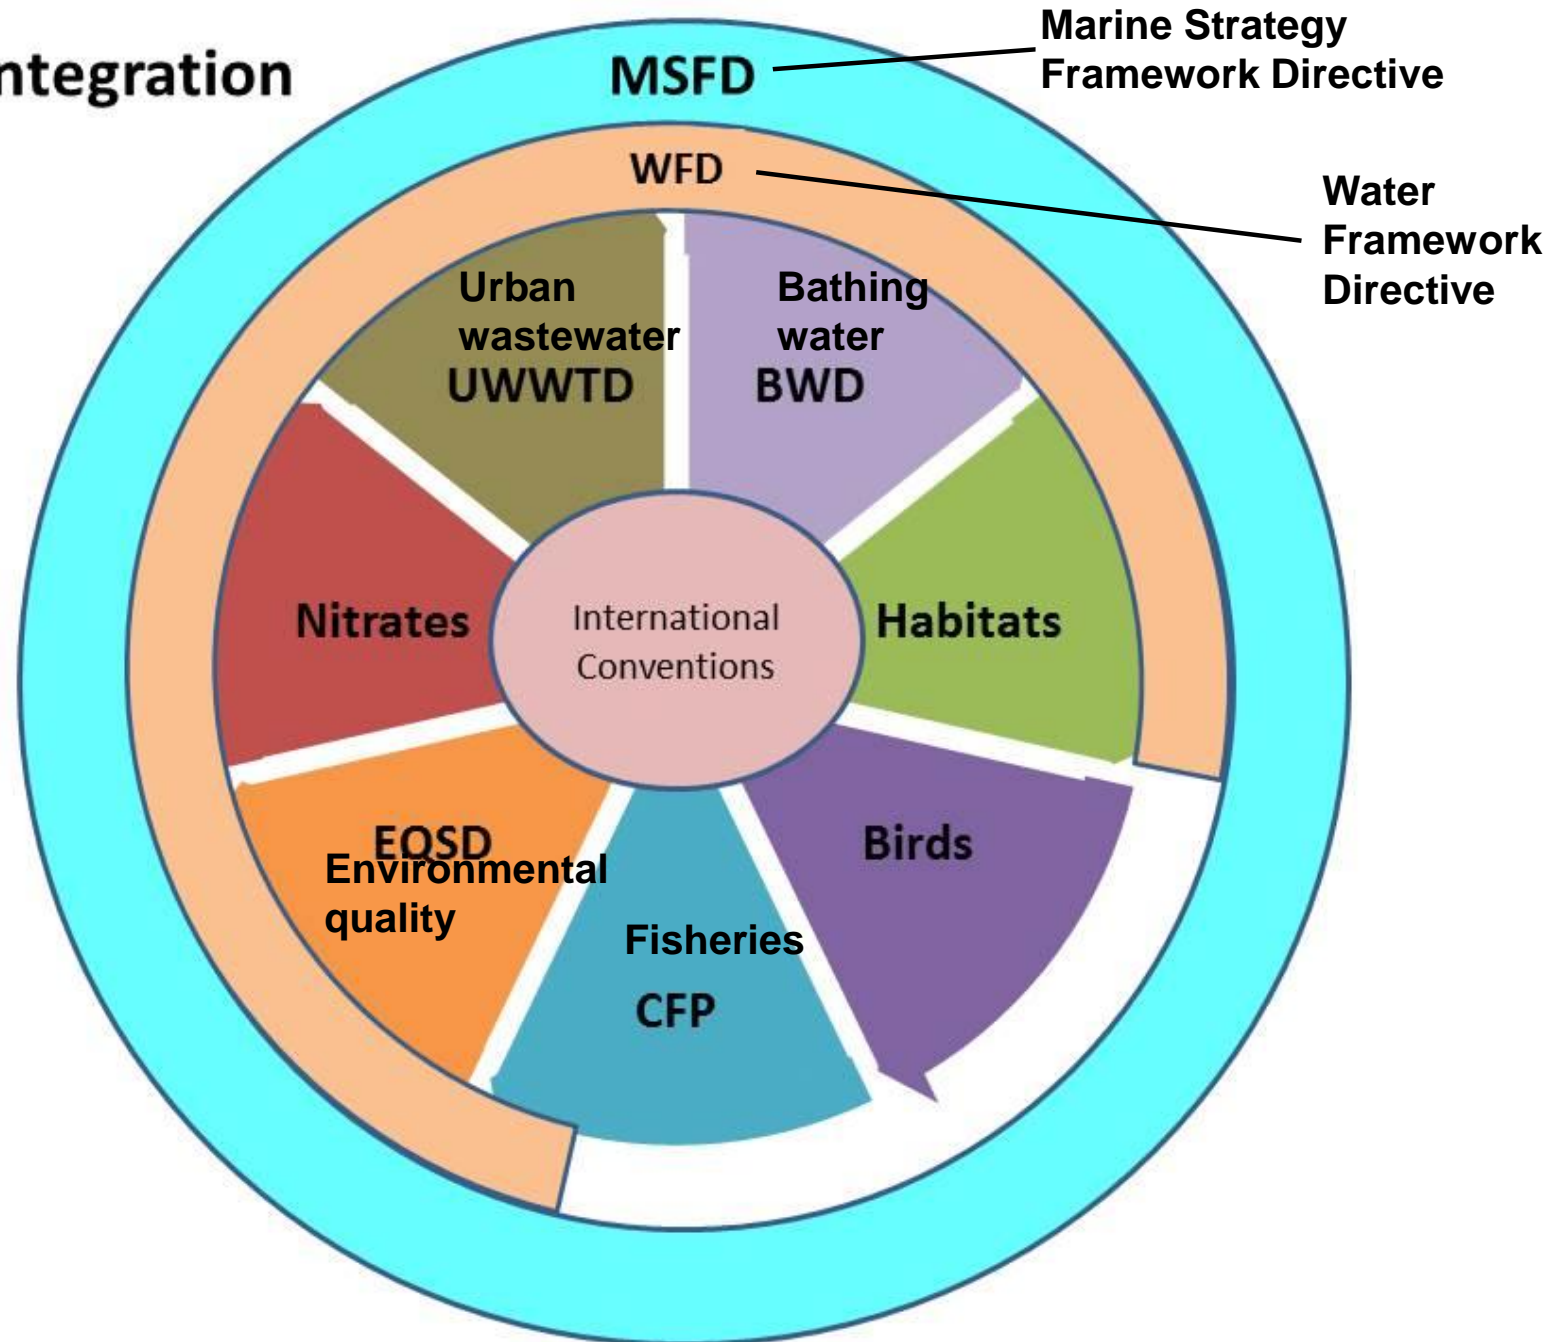 ntegration
MSFD
Marine Strategy
Framework Directive
WFD
Water
Framework
Directive
Urban
wastewater
UWWTD
Bathing
water
BWD
Nitrates
International
Conventions
Habitats
EQSD
Environmental
quality
Birds
Fisheries
CFP